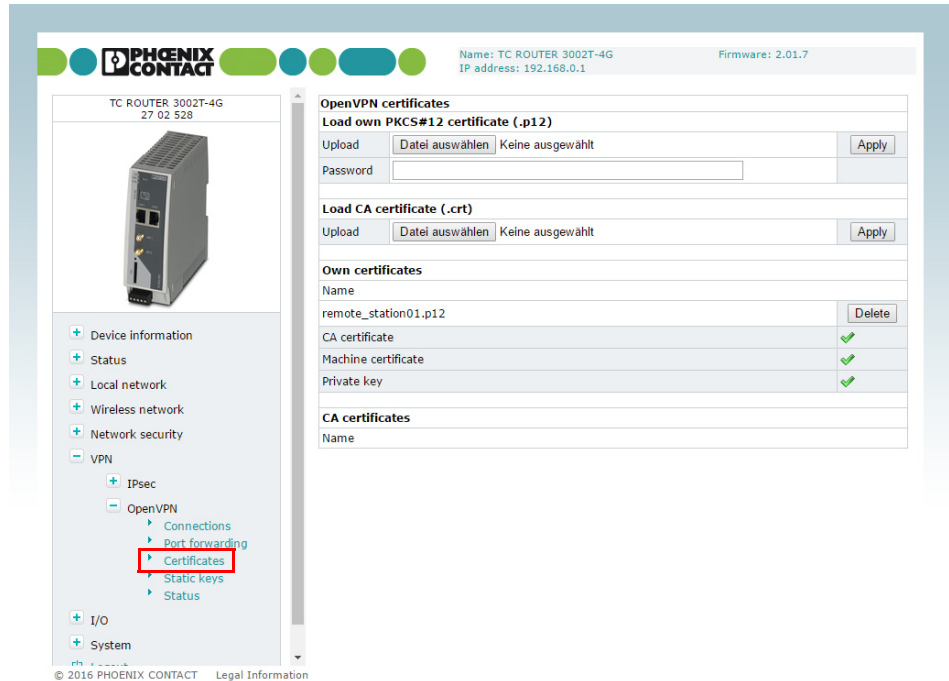 PHŒNIX
CONTACT
Name: TC ROUTER 3002T-4G Firmware: 2.01.7
IP address: 192.168.0.1
TC ROUTER 3002T-4G
27 02 528
Device information
Status
Local network
Wireless network
Network security
VPN
IPsec
OpenVPN
Connections
Port forwarding
Certificates
Static keys
Status
I/O
System
Logout
OpenVPN certificates
Load own PKCS#12 certificate (.p12)
Upload Datei auswählen Keine ausgewählt Apply
Password
Load CA certificate (.crt)
Upload Datei auswählen Keine ausgewählt Apply
Own certificates
Name
remote_station01.p12 Delete
CA certificate
Machine certificate
Private key
CA certificates
Name
© 2016 PHOENIX CONTACT Legal Information